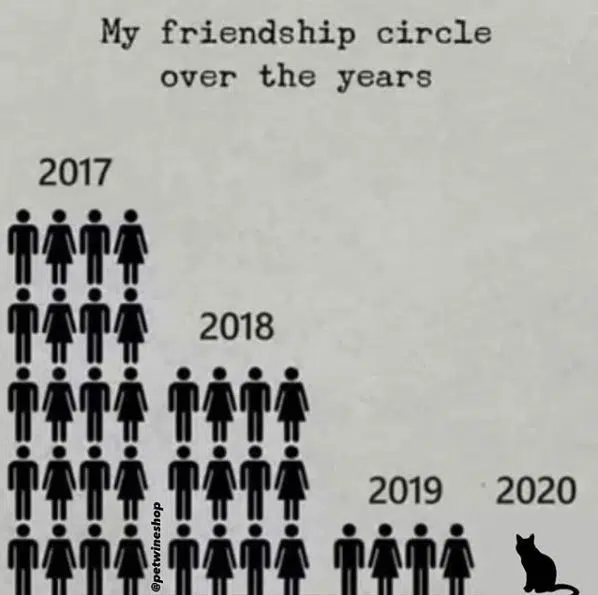 My friendship circle
over the years
2017
2018
2019
2020
@petwineshop